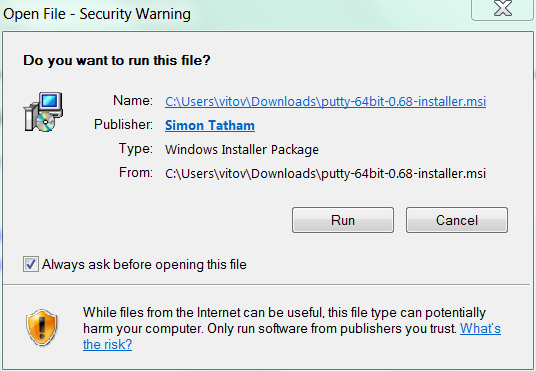 Open File - Security Warning
Do you want to run this file?
Name: C:\Users\vitov\Downloads\putty-64bit-0.68-installer.msi
Publisher: Simon Tatham
Type: Windows Installer Package
From: C:\Users\vitov\Downloads\putty-64bit-0.68-installer.msi
Run Cancel
Always ask before opening this file
While files from the Internet can be useful, this file type can potentially
harm your computer. Only run software from publishers you trust. What's
the risk?